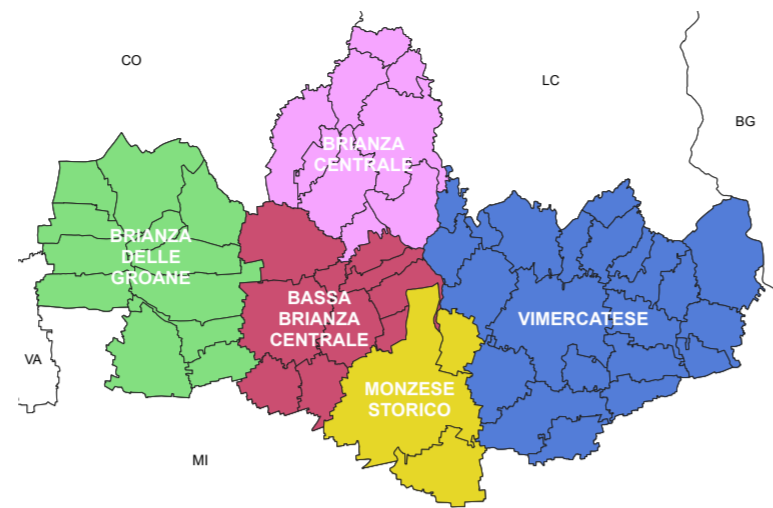 CO
LC
BG
BRIANZA
CENTRALE
BRIANZA
DELLE
GROANE
BASSA
BRIANZA
CENTRALE
VIMERCATESE
VA
MONZESE
STORICO
MI